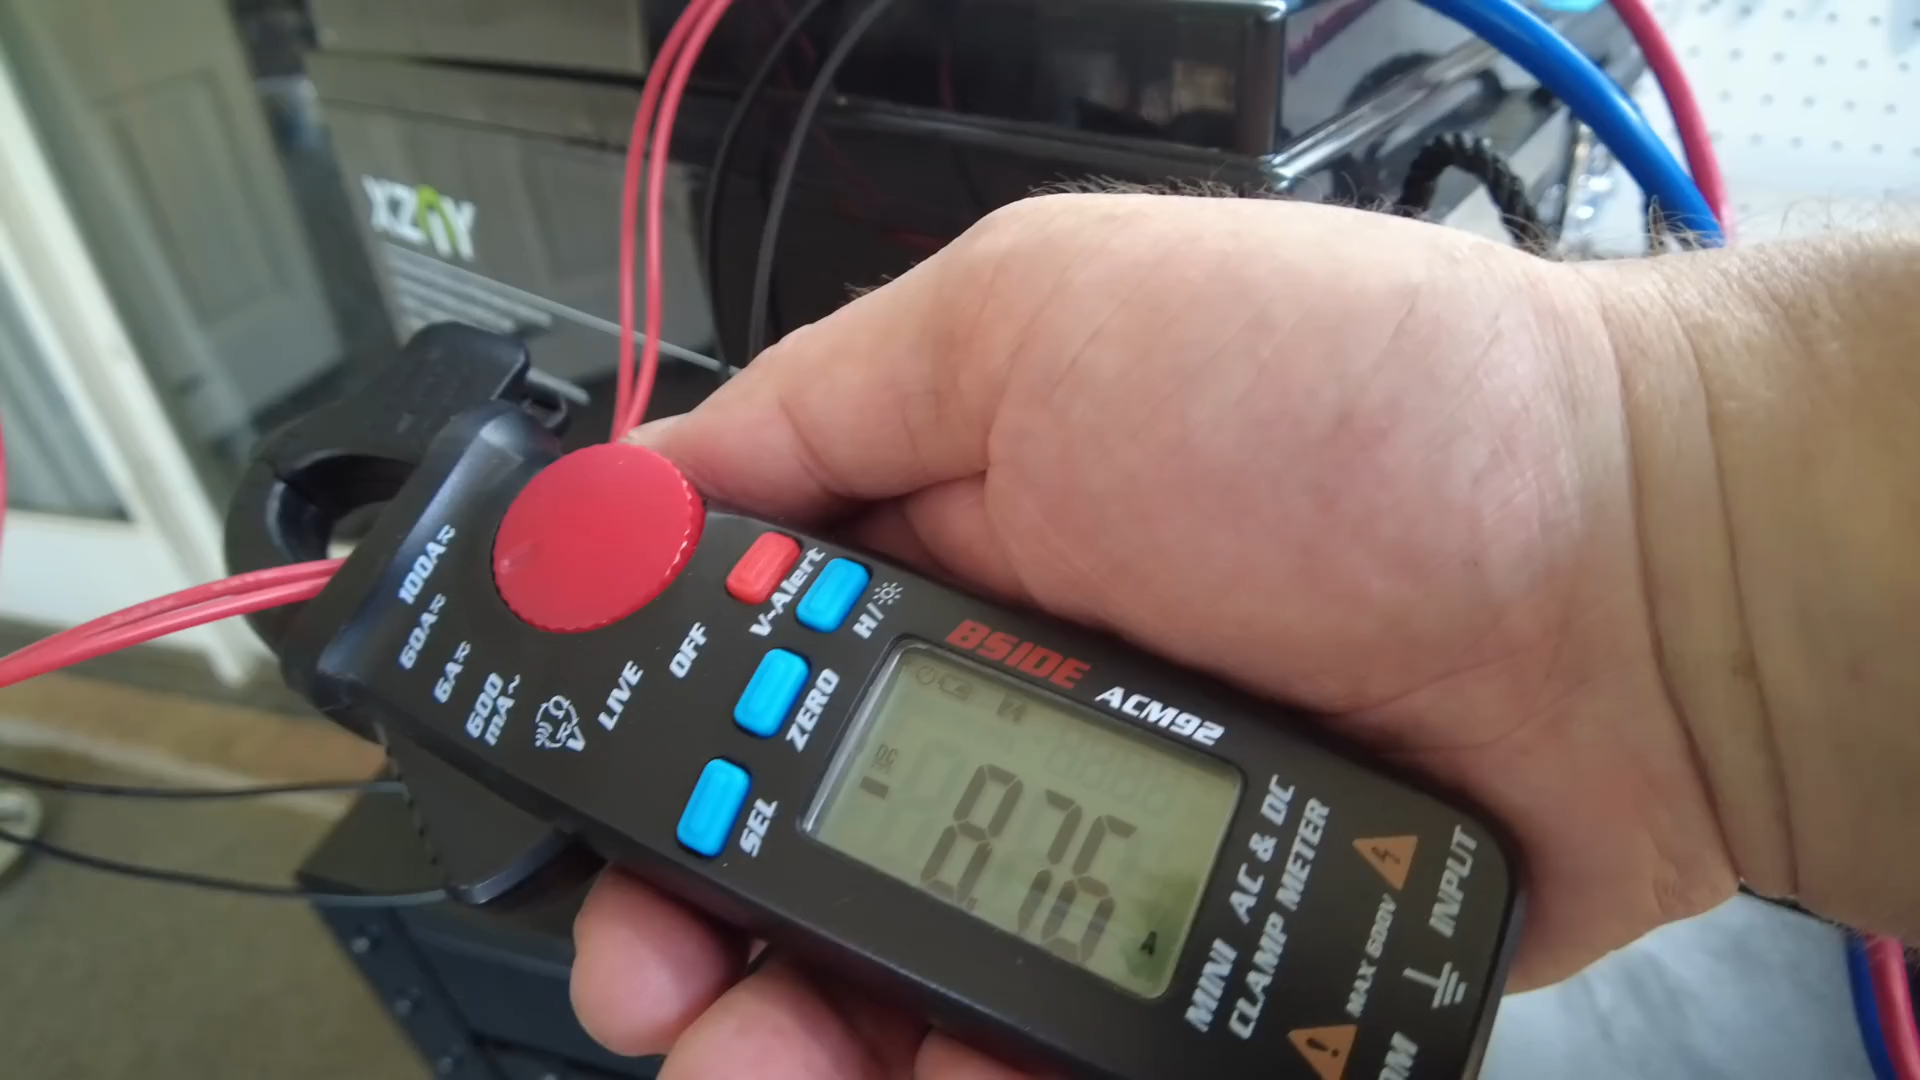 XZNY
100A
60A
6A
600
mA~
V
LIVE
OFF
V-Alert
H/
ZERO
SEL
BSIDE ACM92
DC
- 8.76
A
MINI AC & DC
CLAMP METER
MAX 600V
INPUT